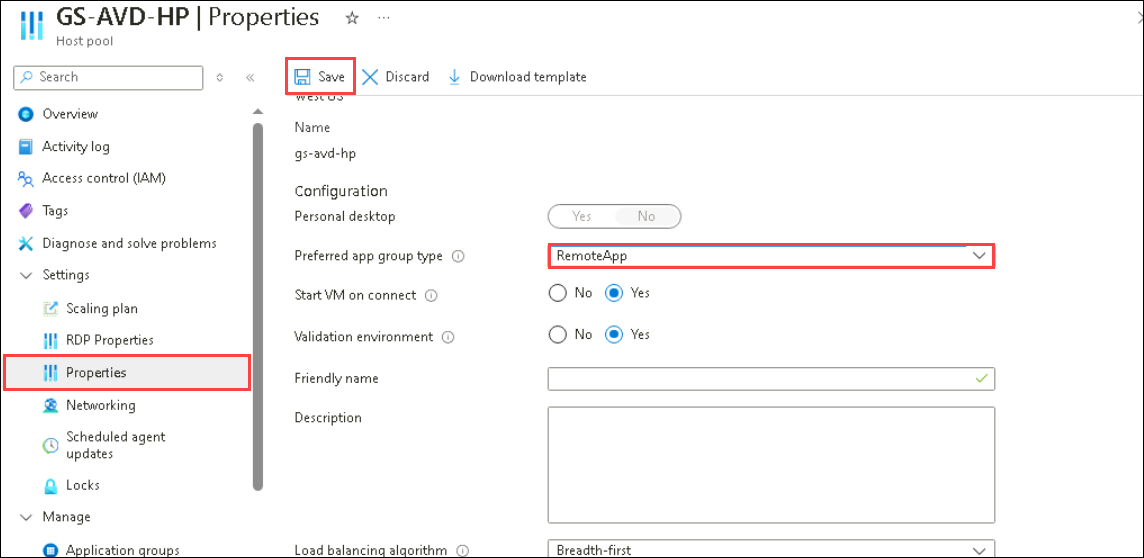 GS-AVD-HP | Properties
Host pool
Search
Save
Discard
Download template
Overview
Activity log
Access control (IAM)
Tags
Diagnose and solve problems
Settings
Scaling plan
RDP Properties
Properties
Networking
Scheduled agent
updates
Locks
Manage
Application groups
West US
Name
gs-avd-hp
Configuration
Personal desktop
Yes No
Preferred app group type
RemoteApp
Start VM on connect
No Yes
Validation environment
No Yes
Friendly name
Description
Load balancing algorithm
Breadth-first